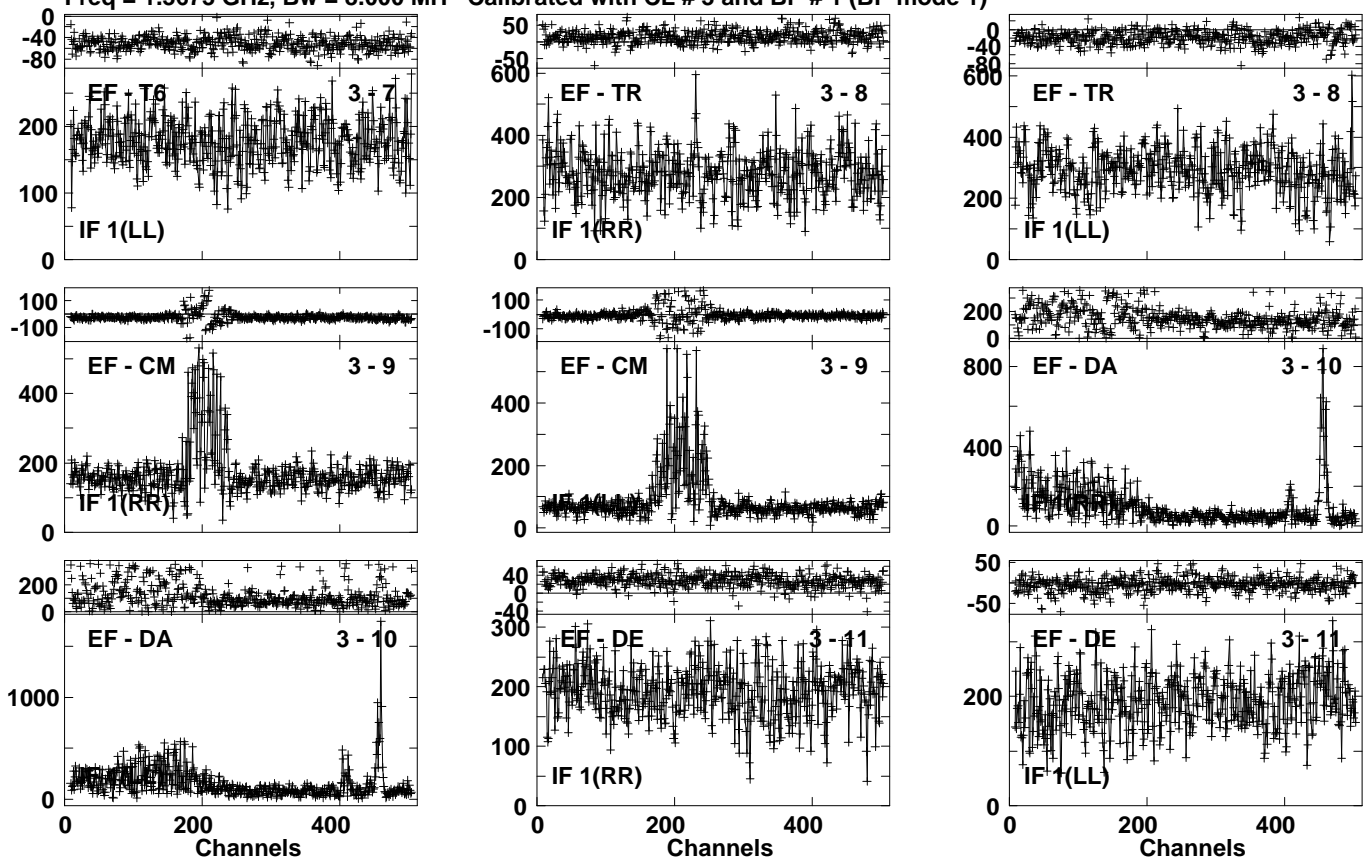 Calibrated with CL # 3 and BP # 1 (BP mode 1)
0
-40
-80
EF - T6 3 - 7
200
100
0
IF 1(LL)
50
-50
600
EF - TR 3 - 8
400
200
0
IF 1(RR)
0
-40
-80
600
EF - TR 3 - 8
400
200
0
IF 1(LL)
100
-100
EF - CM 3 - 9
400
200
0
IF 1(RR)
100
-100
EF - CM 3 - 9
400
200
0
200
0
EF - DA 3 - 10
800
400
0
200
0
EF - DA 3 - 10
1000
0
0 200 400
Channels
40
0
-40
300
EF - DE 3 - 11
200
100
0
IF 1(RR)
0 200 400
Channels
50
-50
EF - DE 3 - 11
200
0
IF 1(LL)
0 200 400
Channels